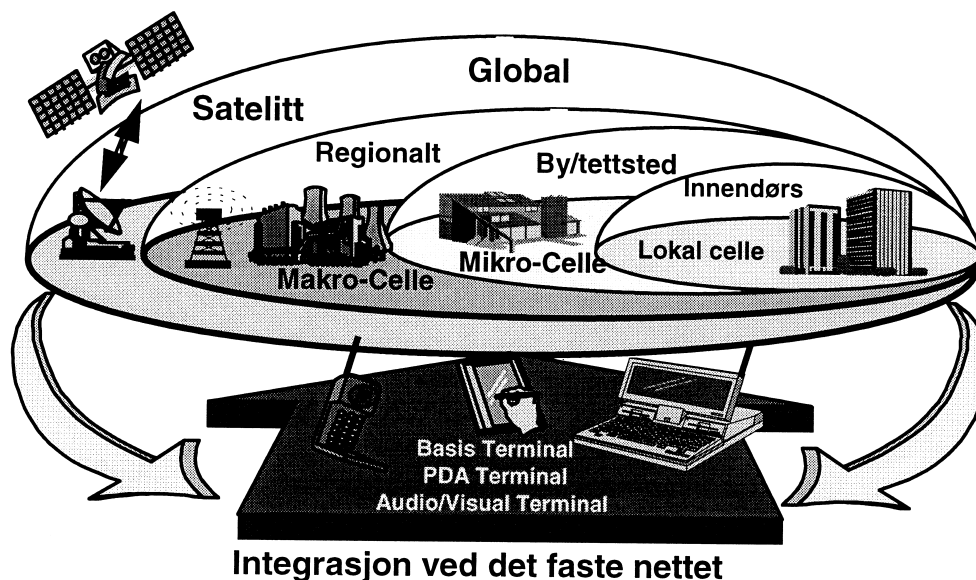 Global
Satelitt
Regionalt
By/tettsted
Innendørs
Lokal celle
Mikro-Celle
Makro-Celle
Basis Terminal
PDA Terminal
Audio/Visual Terminal
Integrasjon ved det faste nettet